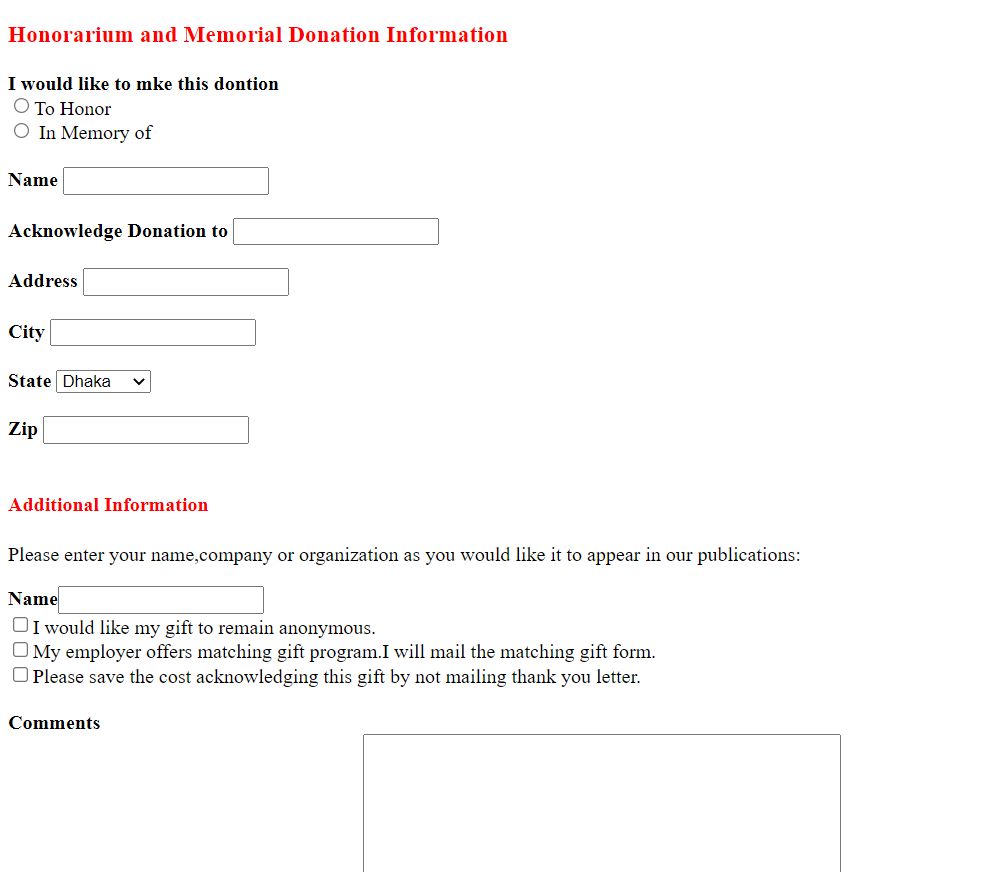 Honorarium and Memorial Donation Information
I would like to mke this dontion
To Honor
In Memory of
Name
Acknowledge Donation to
Address
City
State Dhaka
Zip
Additional Information
Please enter your name,company or organization as you would like it to appear in our publications:
Name
I would like my gift to remain anonymous.
My employer offers matching gift program.I will mail the matching gift form.
Please save the cost acknowledging this gift by not mailing thank you letter.
Comments